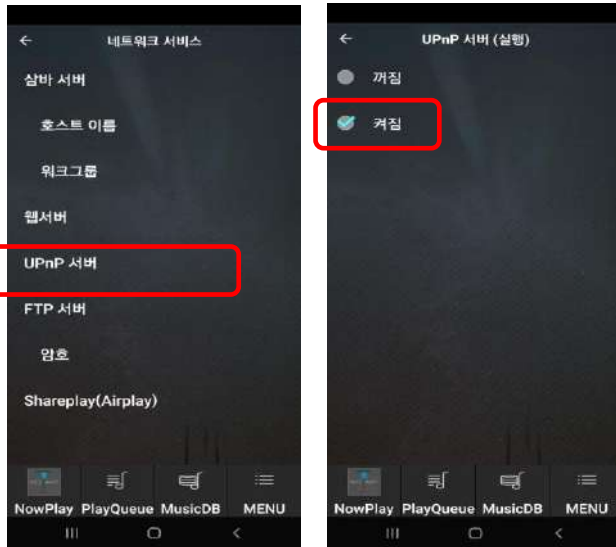 네트워크 서비스
삼바 서버
호스트 이름
워크그룹
웹서버
UPnP 서버
FTP 서버
암호
Shareplay(Airplay)
NowPlay PlayQueue MusicDB MENU
UPnP 서버 (실행)
꺼짐
켜짐
NowPlay PlayQueue MusicDB MENU